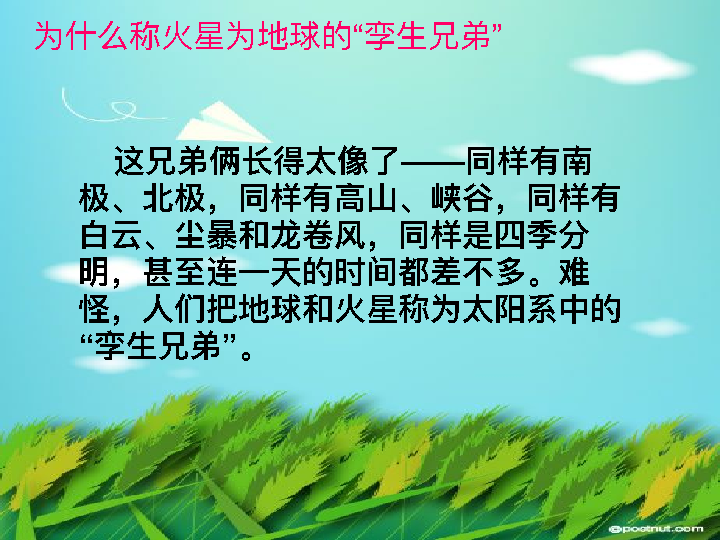 为什么称火星为地球的“孪生兄弟”
这兄弟俩长得太像了——同样有南
极、北极，同样有高山、峡谷，同样有
白云、尘暴和龙卷风，同样是四季分
明，甚至连一天的时间都差不多。难
怪，人们把地球和火星称为太阳系中的
“孪生兄弟”。
@pootnut.com